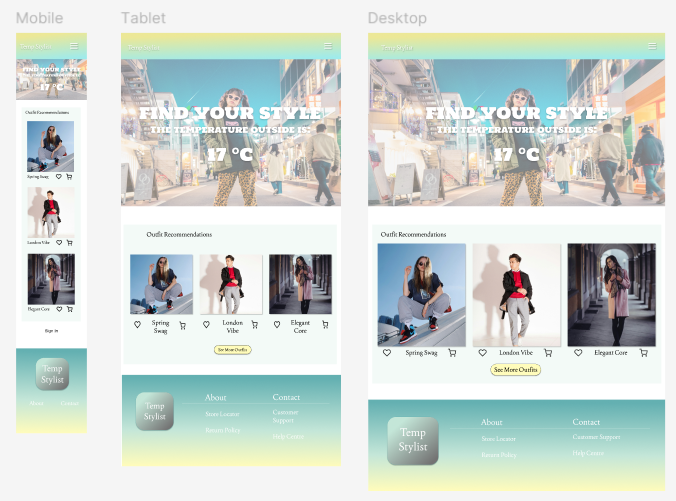 Mobile
Temp Stylist
FIND YOUR STYLE
THE TEMPERATURE OUTSIDE IS:
17 °C
Outfit Recommendations
Spring Swag
London Vibe
Elegant Core
Sign In
Temp
Stylist
About
Contact
Tablet
Temp Stylist
FIND YOUR STYLE
THE TEMPERATURE OUTSIDE IS:
17 °C
Outfit Recommendations
Spring
Swag
London
Vibe
Elegant
Core
See More Outfits
Temp
Stylist
About
Store Locator
Return Policy
Contact
Customer
Support
Help Center
Desktop
Temp Stylist
FIND YOUR STYLE
THE TEMPERATURE OUTSIDE IS:
17 °C
Outfit Recommendations
Spring Swag
London Vibe
Elegant Core
See More Outfits
Temp
Stylist
About
Store Locator
Return Policy
Contact
Customer Support
Help Center